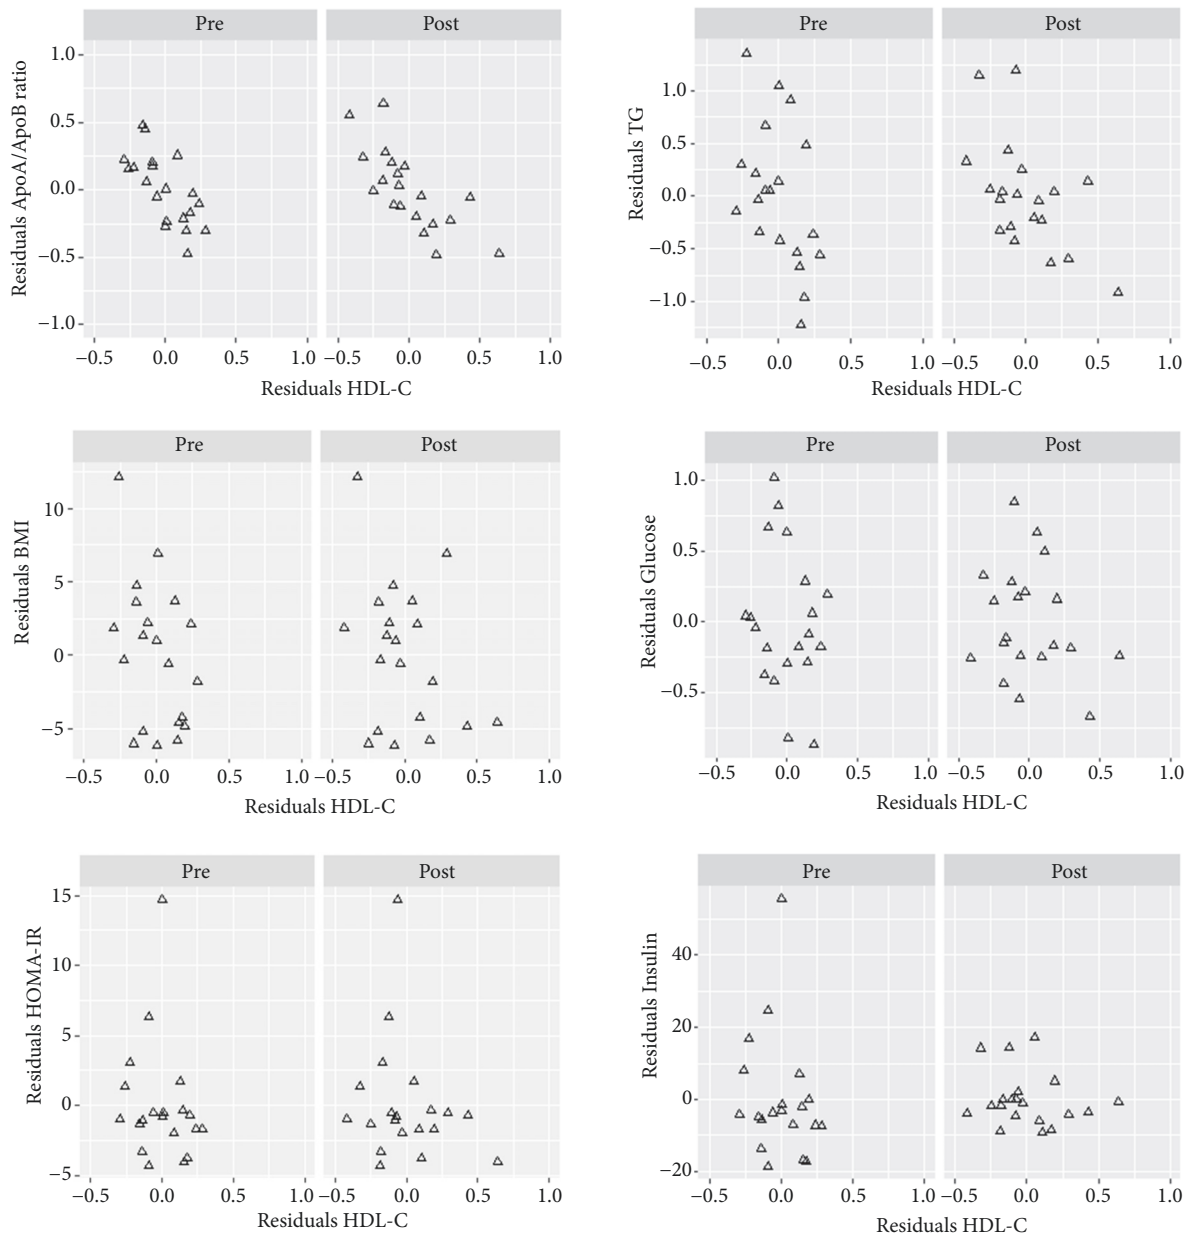 Pre Post
Residuals ApoA/ApoB ratio
1.0
0.5
0.0
−0.5
−1.0
−0.5 0.0 0.5 1.0 −0.5 0.0 0.5 1.0
Residuals HDL-C
Pre Post
Residuals TG
1.0
0.5
0.0
−0.5
−1.0
−0.5 0.0 0.5 1.0 −0.5 0.0 0.5 1.0
Residuals HDL-C
Pre Post
Residuals BMI
10
5
0
−5
−0.5 0.0 0.5 1.0 −0.5 0.0 0.5 1.0
Residuals HDL-C
Pre Post
Residuals Glucose
1.0
0.5
0.0
−0.5
−0.5 0.0 0.5 1.0 −0.5 0.0 0.5 1.0
Residuals HDL-C
Pre Post
Residuals HOMA-IR
15
10
5
0
−5
−0.5 0.0 0.5 1.0 −0.5 0.0 0.5 1.0
Residuals HDL-C
Pre Post
Residuals Insulin
40
20
0
−20
−0.5 0.0 0.5 1.0 −0.5 0.0 0.5 1.0
Residuals HDL-C